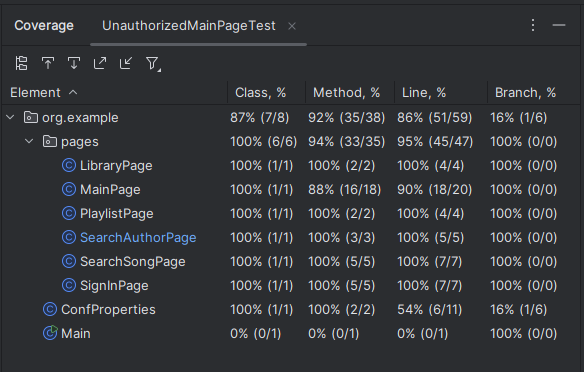 Coverage UnauthorizedMainPageTest
Element Class, % Method, % Line, % Branch, %
org.example 87% (7/8) 92% (35/38) 86% (51/59) 16% (1/6)
pages 100% (6/6) 94% (33/35) 95% (45/47) 100% (0/0)
LibraryPage 100% (1/1) 100% (2/2) 100% (4/4) 100% (0/0)
MainPage 100% (1/1) 88% (16/18) 90% (18/20) 100% (0/0)
PlaylistPage 100% (1/1) 100% (2/2) 100% (4/4) 100% (0/0)
SearchAuthorPage 100% (1/1) 100% (3/3) 100% (5/5) 100% (0/0)
SearchSongPage 100% (1/1) 100% (5/5) 100% (7/7) 100% (0/0)
SignInPage 100% (1/1) 100% (5/5) 100% (7/7) 100% (0/0)
ConfProperties 100% (1/1) 100% (2/2) 54% (6/11) 16% (1/6)
Main 0% (0/1) 0% (0/1) 0% (0/1) 100% (0/0)